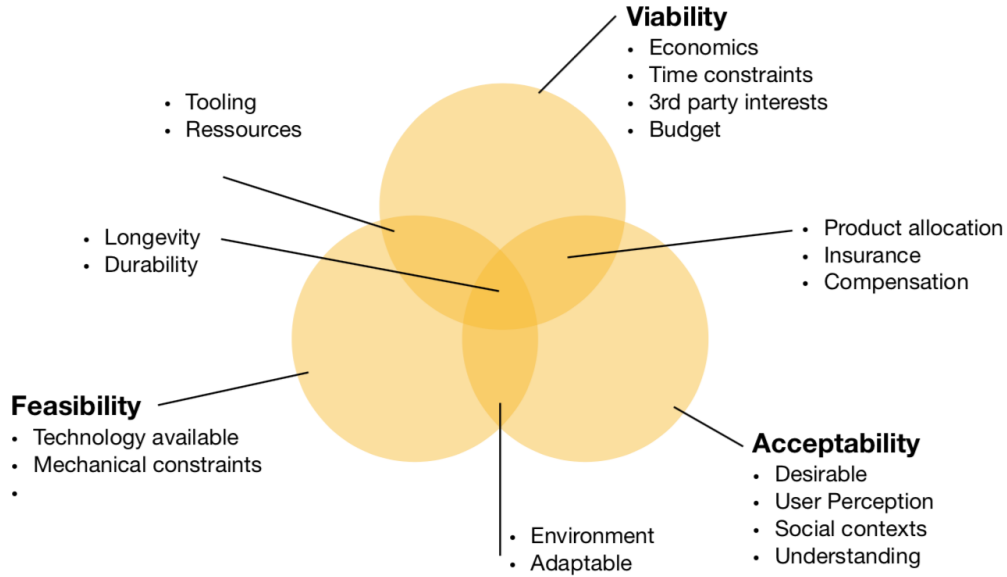 Viability
• Economics
• Time constraints
• 3rd party interests
• Budget
• Tooling
• Ressources
• Longevity
• Durability
• Product allocation
• Insurance
• Compensation
Feasibility
• Technology available
• Mechanical constraints
•
Acceptability
• Desirable
• User Perception
• Social contexts
• Understanding
• Environment
• Adaptable